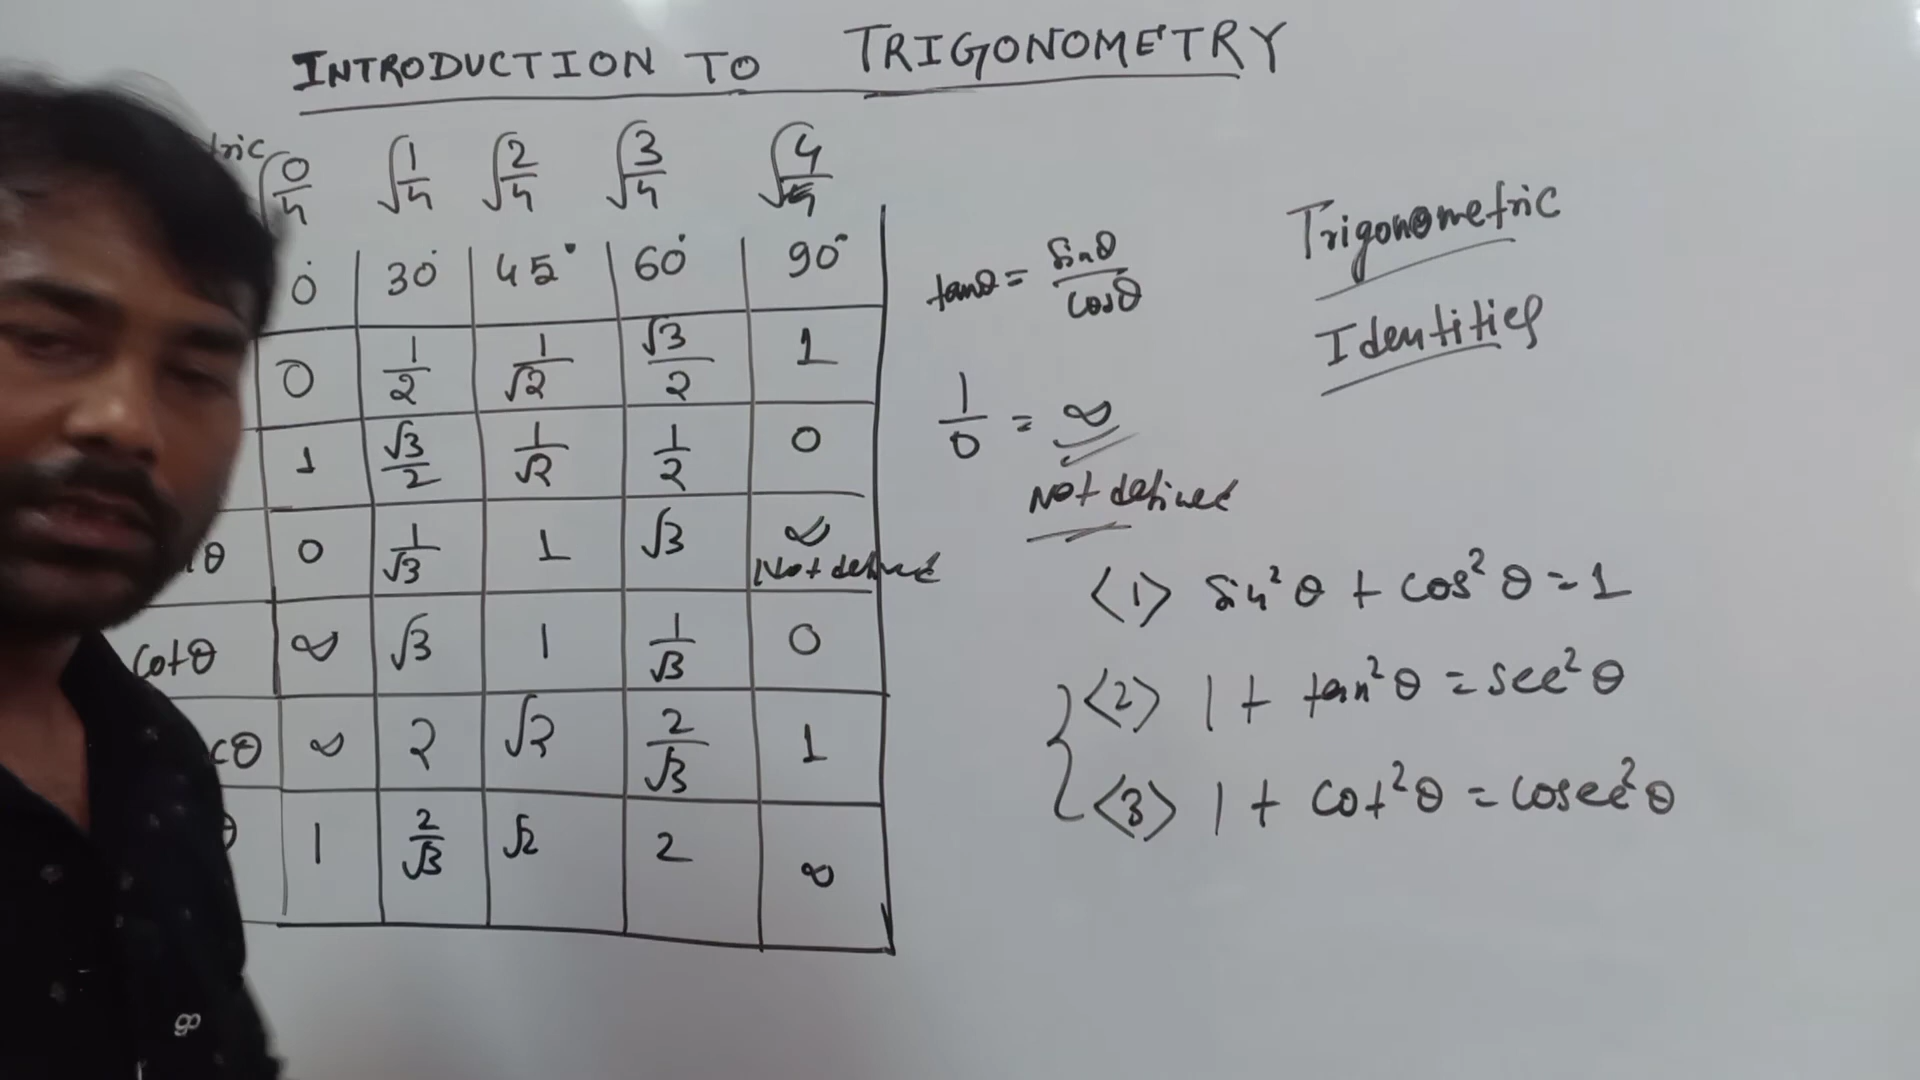 INTRODUCTION TO TRIGONOMETRY
tric √0/4 √1/4 √2/4 √3/4 √4/4
0° 30° 45° 60° 90°
0 1/2 1/√2 √3/2 1
1 √3/2 1/√2 1/2 0
θ 0 1/√3 1 √3 ∞ Not defined
Cotθ ∞ √3 1 1/√3 0
cθ ∞ 2 √2 2/√3 1
θ 1 2/√3 √2 2 ∞
tanθ = sinθ/cosθ
1/0 = ∞
Not defined
Trigonometric
Identities
<1> sin²θ + cos²θ = 1
<2> 1 + tan²θ = sec²θ
<3> 1 + cot²θ = cosec²θ